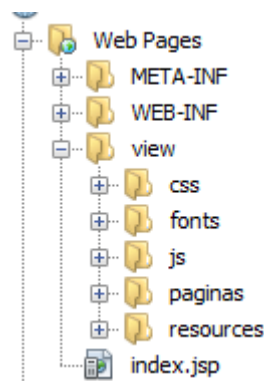 Web Pages
META-INF
WEB-INF
view
css
fonts
js
paginas
resources
index.jsp